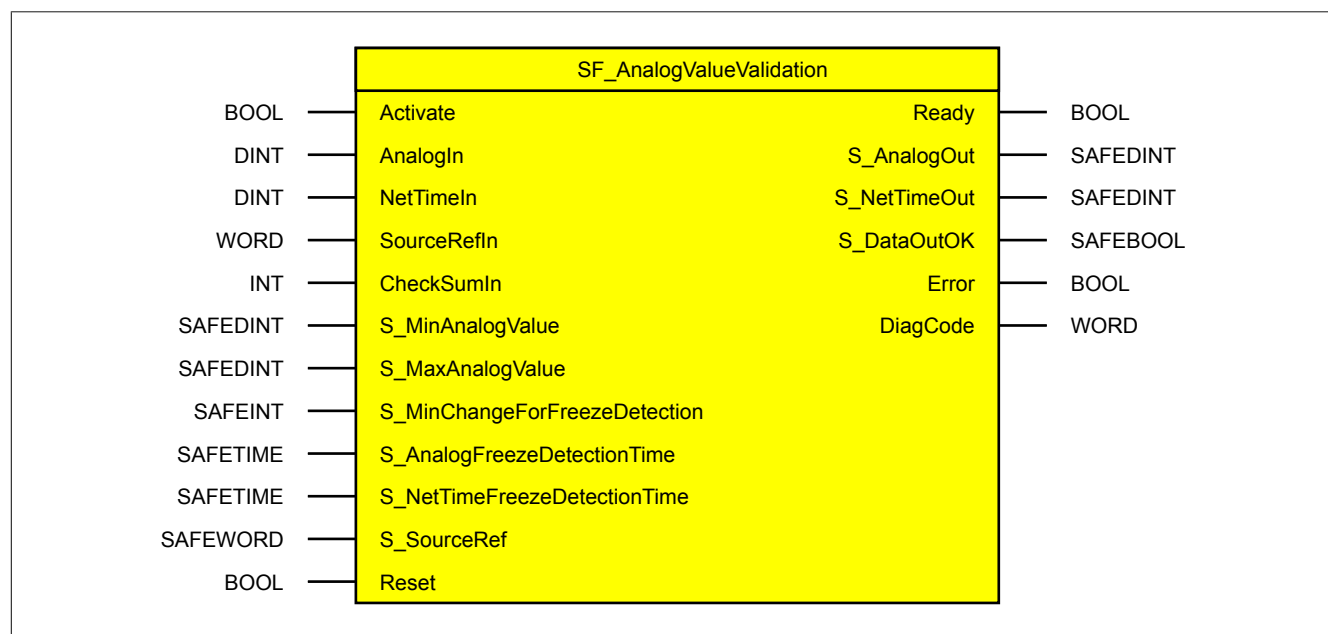 SF_AnalogValueValidation
BOOL Activate Ready BOOL
DINT AnalogIn S_AnalogOut SAFEDINT
DINT NetTimeIn S_NetTimeOut SAFEDINT
WORD SourceRefIn S_DataOutOK SAFEBOOL
INT CheckSumIn Error BOOL
SAFEDINT S_MinAnalogValue DiagCode WORD
SAFEDINT S_MaxAnalogValue
SAFEINT S_MinChangeForFreezeDetection
SAFETIME S_AnalogFreezeDetectionTime
SAFETIME S_NetTimeFreezeDetectionTime
SAFEWORD S_SourceRef
BOOL Reset